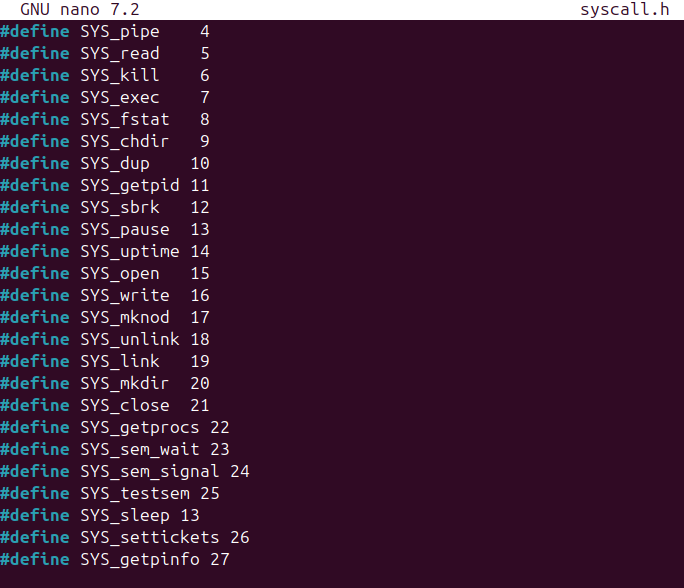 GNU nano 7.2 syscall.h
#define SYS_pipe    4
#define SYS_read    5
#define SYS_kill    6
#define SYS_exec    7
#define SYS_fstat   8
#define SYS_chdir   9
#define SYS_dup    10
#define SYS_getpid 11
#define SYS_sbrk   12
#define SYS_pause  13
#define SYS_uptime 14
#define SYS_open   15
#define SYS_write  16
#define SYS_mknod  17
#define SYS_unlink 18
#define SYS_link   19
#define SYS_mkdir  20
#define SYS_close  21
#define SYS_getprocs 22
#define SYS_sem_wait 23
#define SYS_sem_signal 24
#define SYS_testsem 25
#define SYS_sleep 13
#define SYS_settickets 26
#define SYS_getpinfo 27